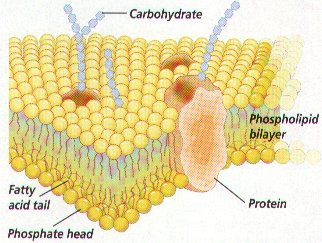 Carbohydrate
Phospholipid
bilayer
Fatty
acid tail
Protein
Phosphate head